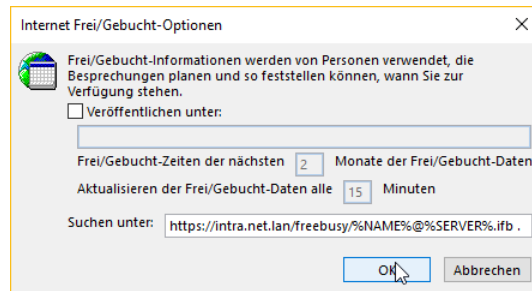 Internet Frei/Gebucht-Optionen
Frei/Gebucht-Informationen werden von Personen verwendet, die
Besprechungen planen und so feststellen können, wann Sie zur
Verfügung stehen.
Veröffentlichen unter:
Frei/Gebucht-Zeiten der nächsten 2 Monate der Frei/Gebucht-Daten
Aktualisieren der Frei/Gebucht-Daten alle 15 Minuten
Suchen unter: https://intra.net.lan/freebusy/%NAME%@%SERVER%.ifb .
OK Abbrechen